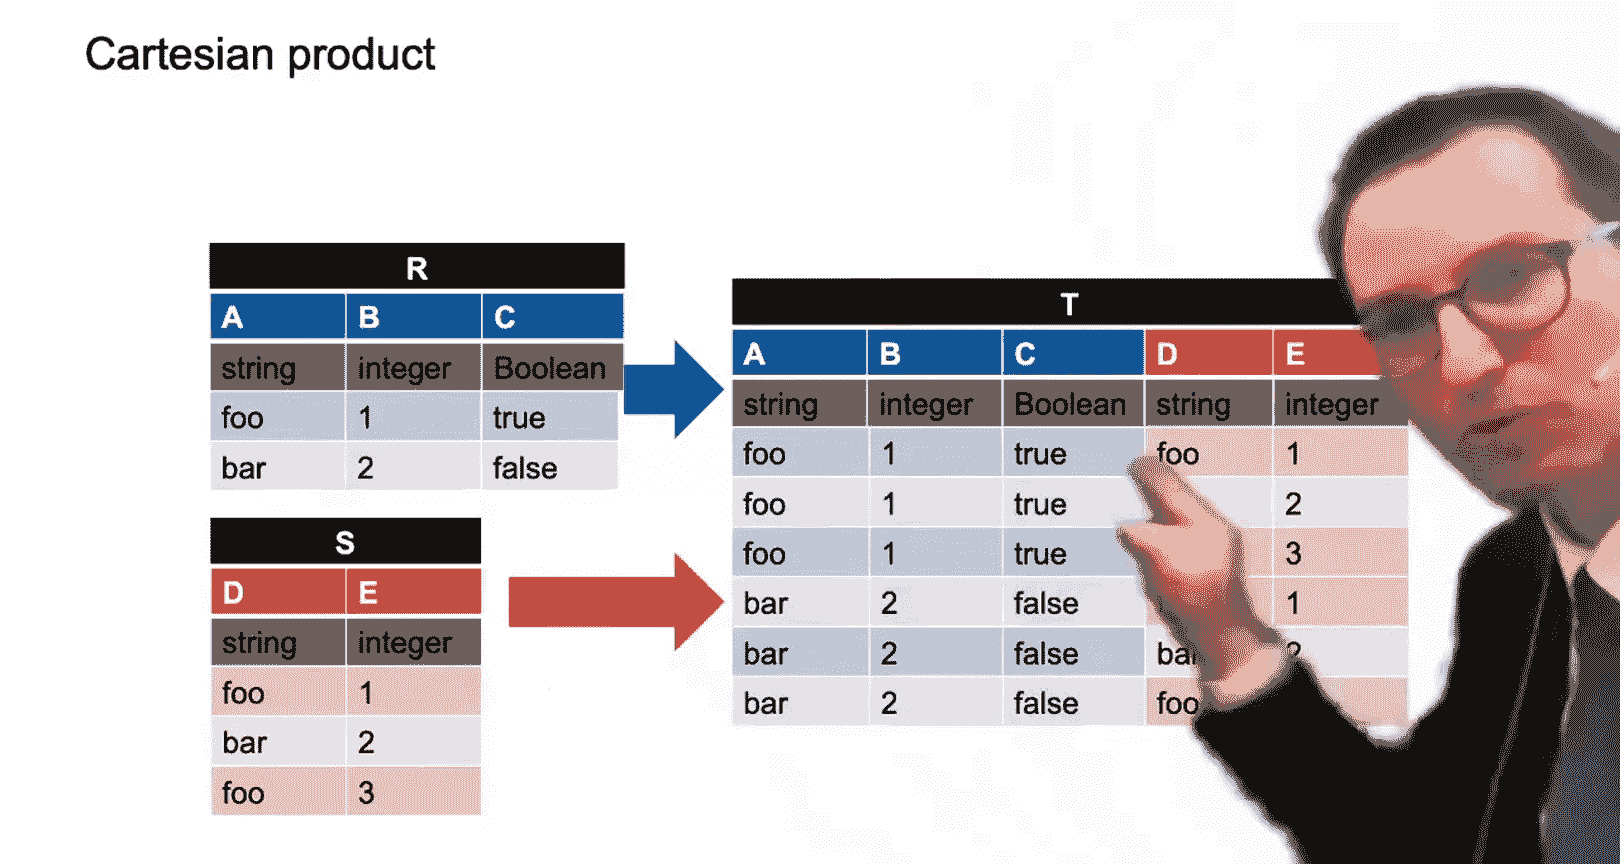 Cartesian product
R
A B C
string integer Boolean
foo 1 true
bar 2 false
S
D E
string integer
foo 1
bar 2
foo 3
T
A B C D E
string integer Boolean string integer
foo 1 true foo 1
foo 1 true 2
foo 1 true 3
bar 2 false 1
bar 2 false
bar 2 false foo